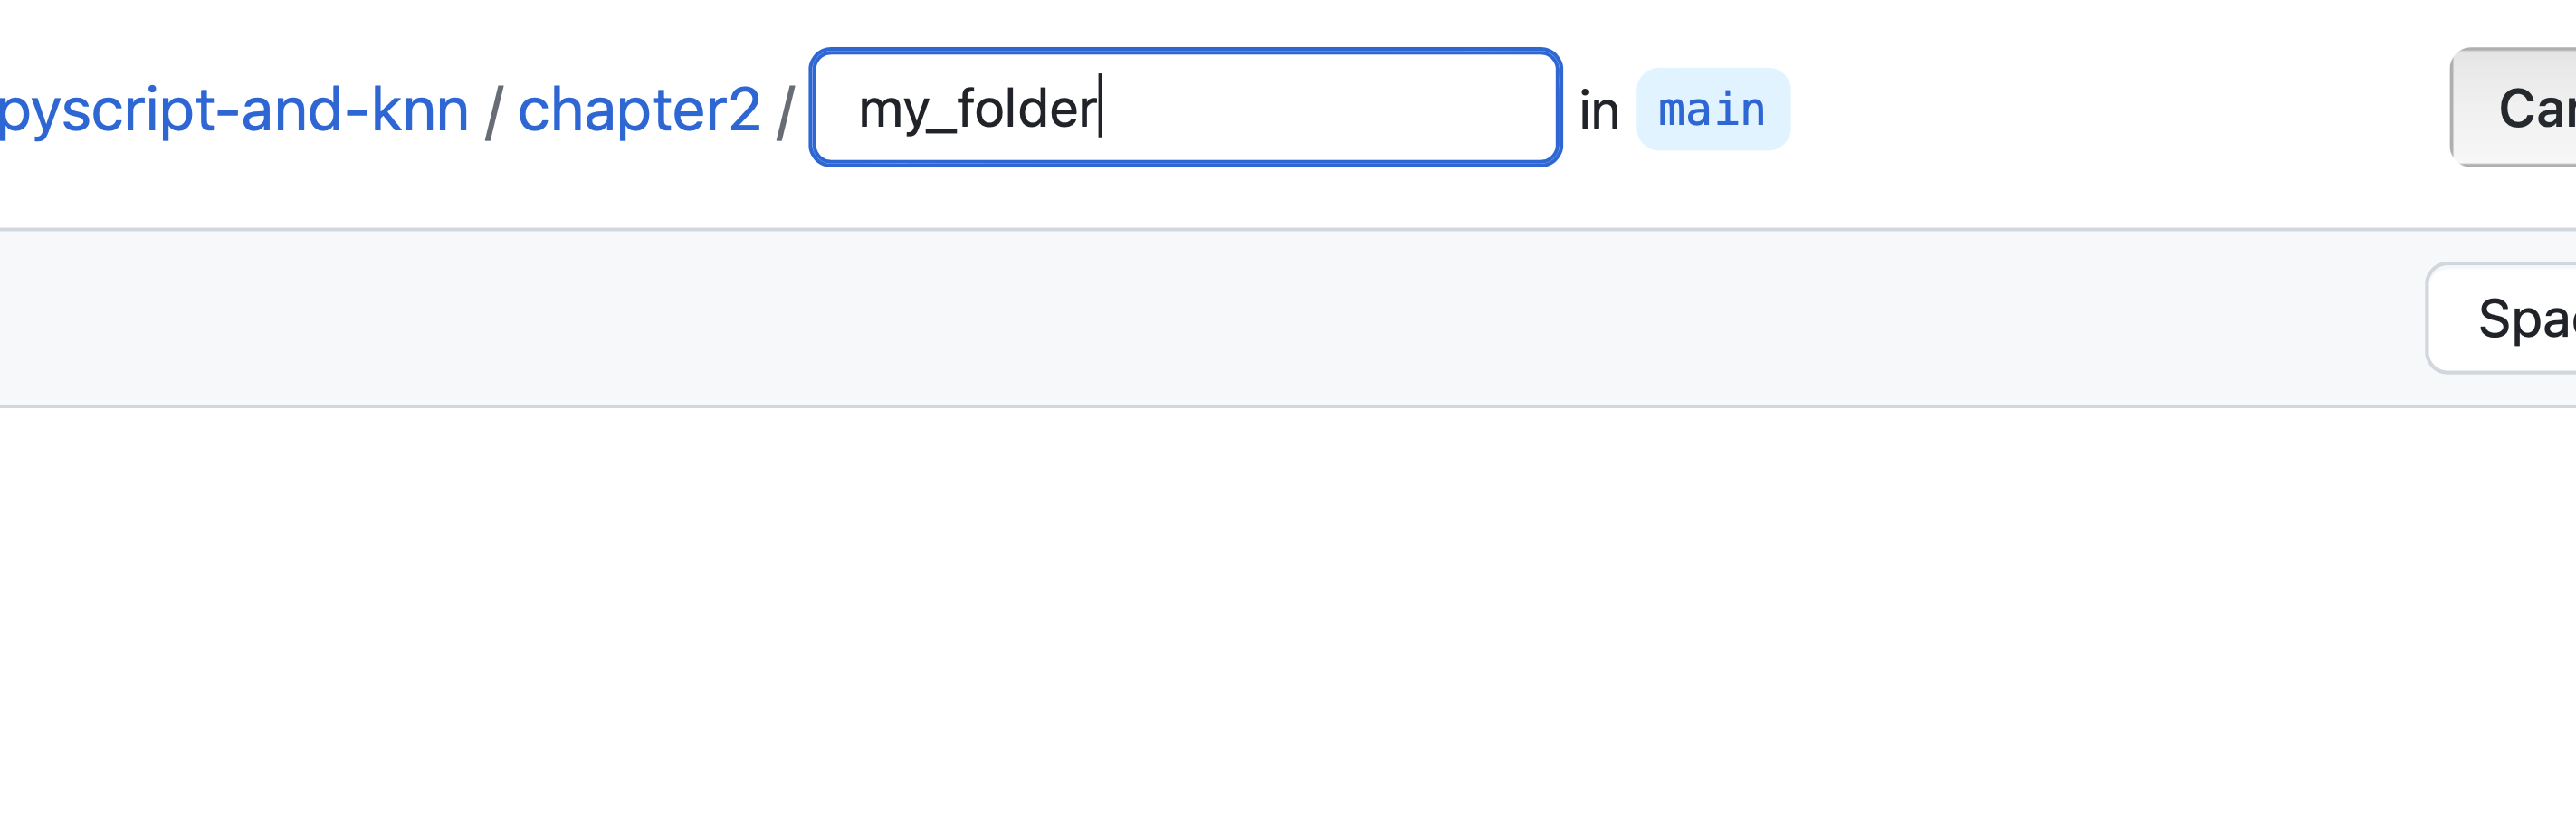 pyscript-and-knn / chapter2 / my_folder in main